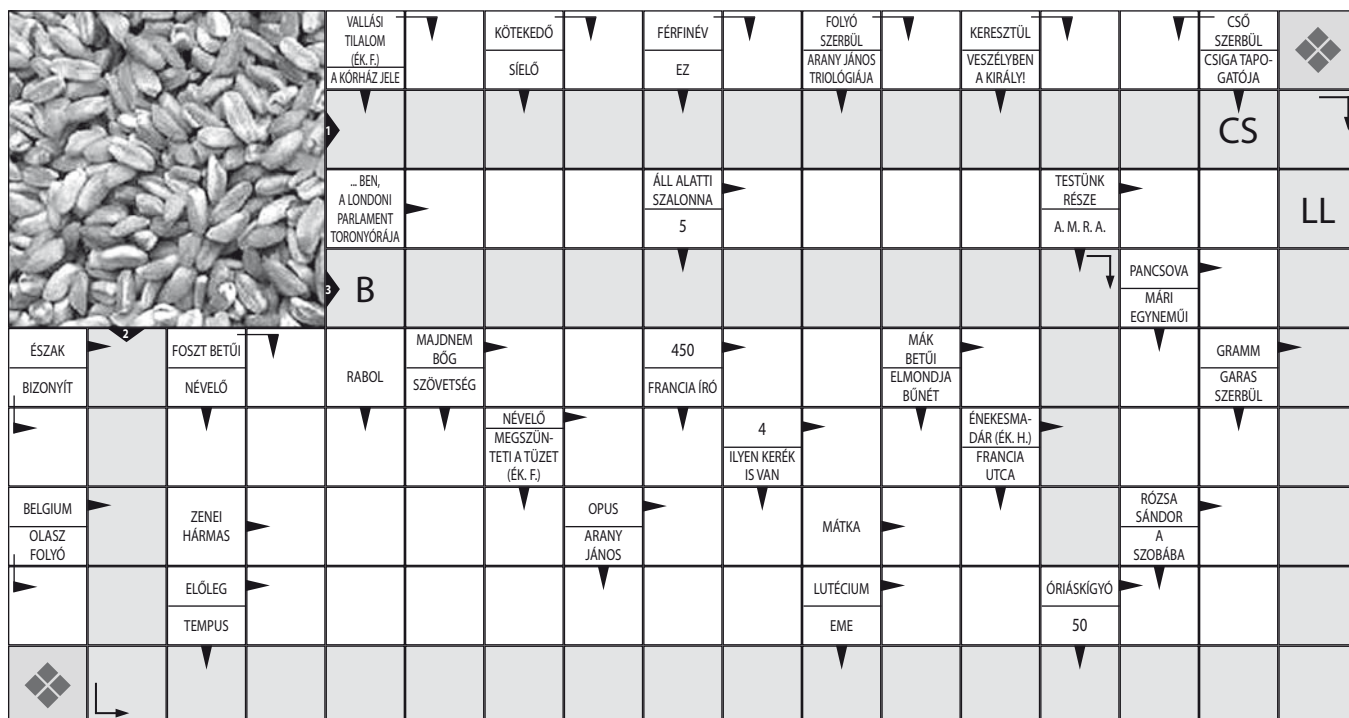 VALLÁSI
TILALOM
(ÉK. F.)
A KÓRHÁZ JELE
KÖTEKEDŐ
SÍELŐ
FÉRFINÉV
EZ
FOLYÓ
SZERBÜL
ARANY JÁNOS
TRIOLÓGIÁJA
KERESZTÜL
VESZÉLYBEN
A KIRÁLY!
CSŐ
SZERBÜL
CSIGA TAPO-
GATÓJA
1
CS
... BEN,
A LONDONI
PARLAMENT
TORONYÓRÁJA
ÁLL ALATTI
SZALONNA
5
TESTÜNK
RÉSZE
A. M. R. A.
LL
3
B
PANCSOVA
MÁRI
EGYNEMŰI
2
ÉSZAK
BIZONYÍT
FOSZT BETŰI
NÉVELŐ
RABOL
MAJDNEM
BŐG
SZÖVETSÉG
450
FRANCIA ÍRÓ
MÁK
BETŰI
ELMONDJA
BŰNÉT
GRAMM
GARAS
SZERBÜL
NÉVELŐ
MEGSZÜN-
TETI A TÜZET
(ÉK. F.)
4
ILYEN KERÉK
IS VAN
ÉNEKESMA-
DÁR (ÉK. H.)
FRANCIA
UTCA
BELGIUM
OLASZ
FOLYÓ
ZENEI
HÁRMAS
OPUS
ARANY
JÁNOS
MÁTKA
RÓZSA
SÁNDOR
A
SZOBÁBA
ELŐLEG
TEMPUS
LUTÉCIUM
EME
ÓRIÁSKÍGYÓ
50